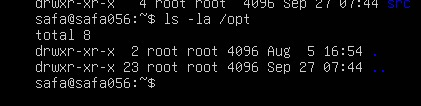 drwxr-xr-x  4 root root 4096 Sep 27 07:44 src
safa@safa056:~$ ls -la /opt
total 8
drwxr-xr-x  2 root root 4096 Aug  5 16:54 .
drwxr-xr-x 23 root root 4096 Sep 27 07:44 ..
safa@safa056:~$